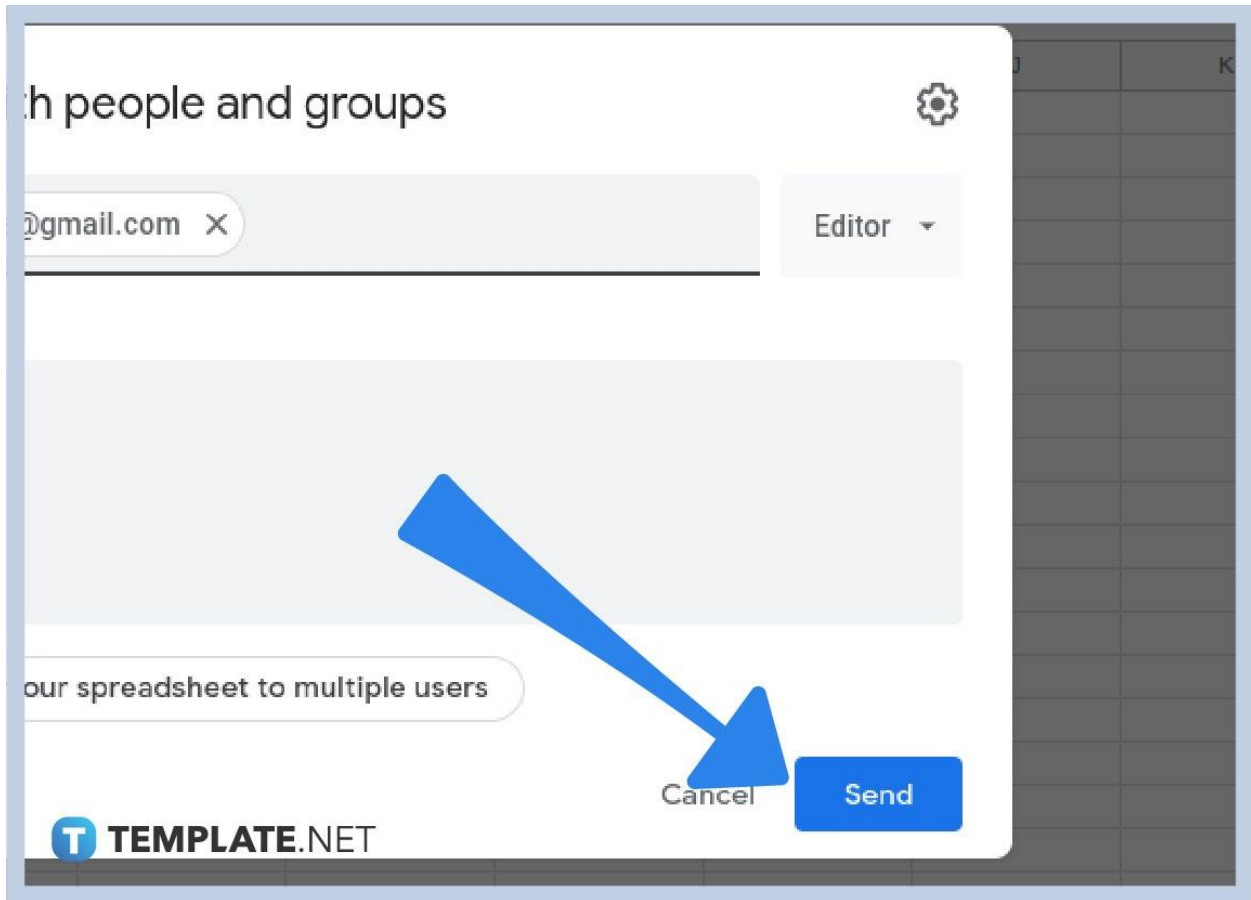 J K
th people and groups
@gmail.com
Editor
our spreadsheet to multiple users
Cancel Send
T TEMPLATE.NET